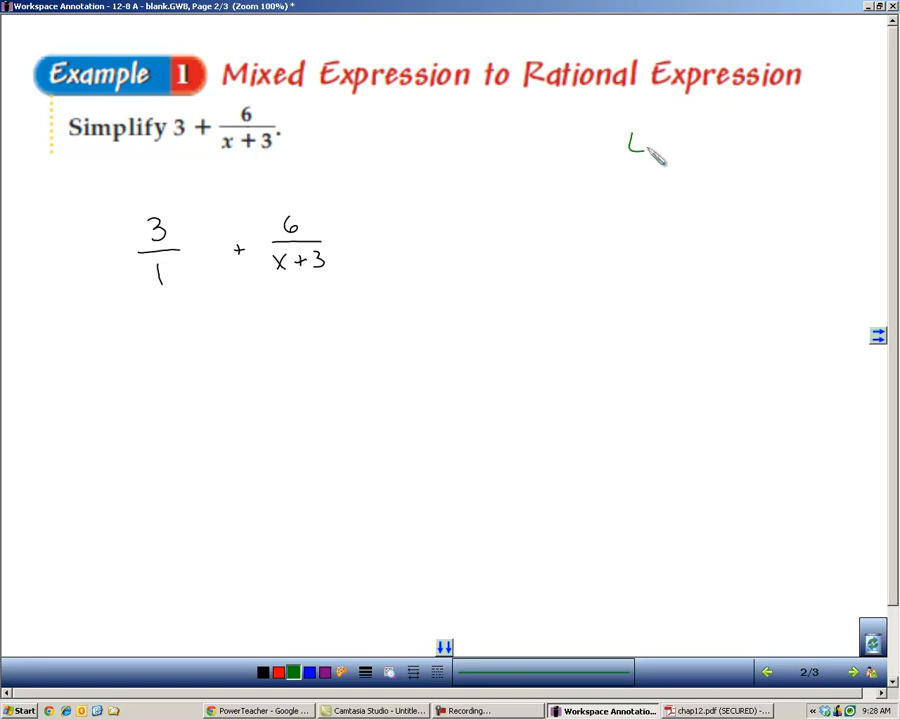 Workspace Annotation - 12-8 A - blank.GWB, Page 2/3 (Zoom 100%) *
Example 1 Mixed Expression to Rational Expression
Simplify 3 + 6/(x + 3).
L
3/1 + 6/(x+3)
2/3
Start
PowerTeacher - Google ...
Camtasia Studio - Untitle...
Recording...
Workspace Annotatio...
chap12.pdf (SECURED) - ...
9:28 AM